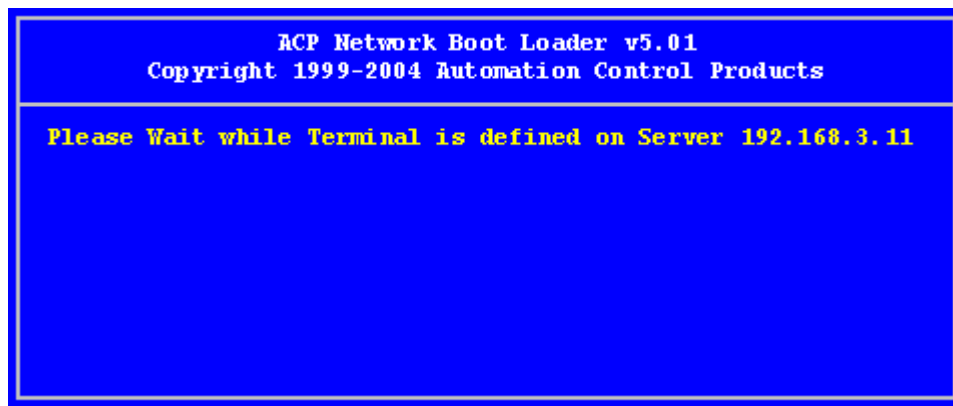 ACP Network Boot Loader v5.01
Copyright 1999-2004 Automation Control Products
Please Wait while Terminal is defined on Server 192.168.3.11